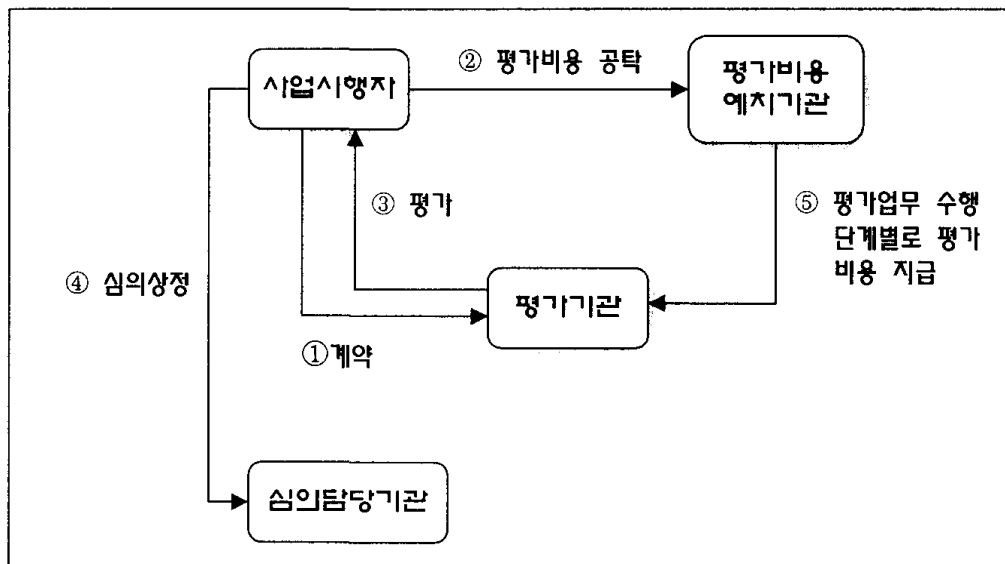 사업시행자
② 평가비용 공탁
평가비용
예치기관
③ 평가
⑤ 평가업무 수행
단계별로 평가
비용 지급
④ 심의상정
평가기관
①계약
심의담당기관